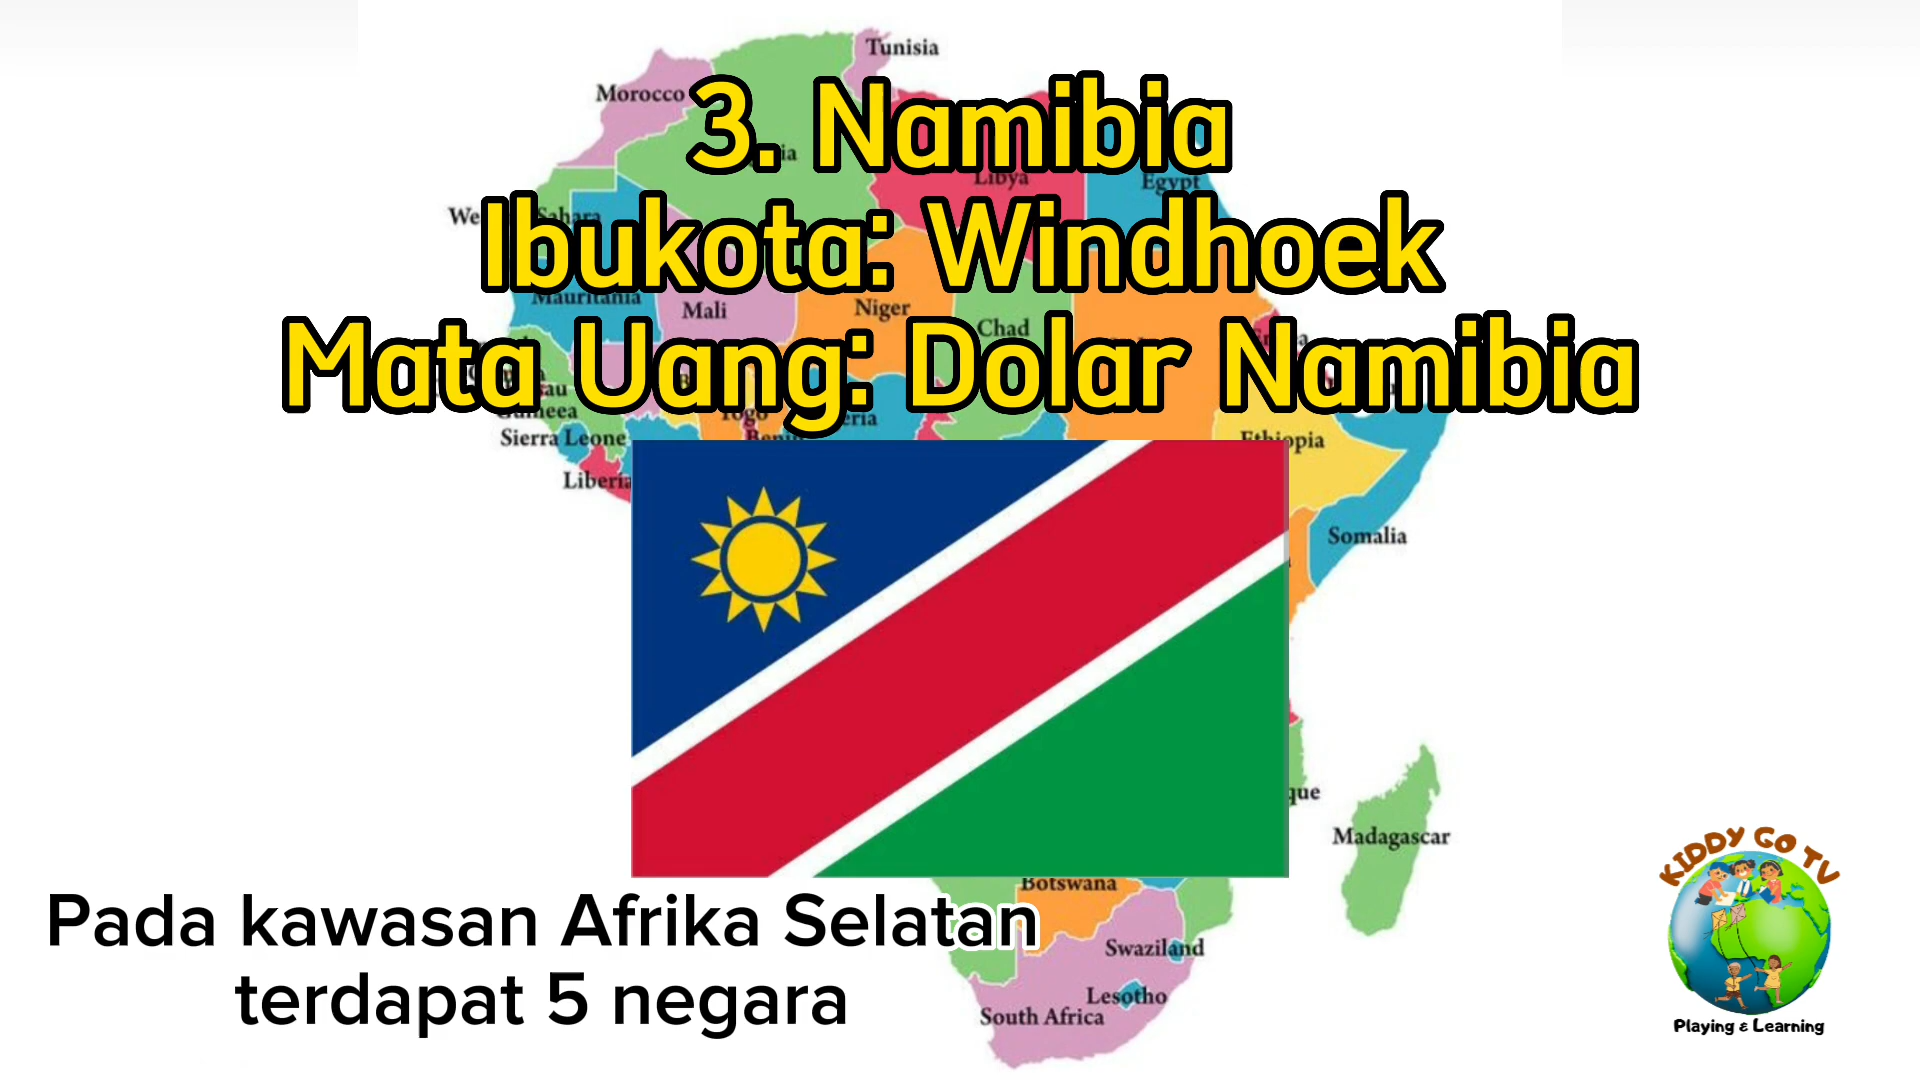 Tunisia
Morocco
3. Namibia
Libya
Egypt
Ibukota: Windhoek
Mauritania
Mali
Niger
Chad
Mata Uang: Dolar Namibia
Togo
Sierra Leone
Ethiopia
Liberia
Somalia
Madagascar
Botswana
Pada kawasan Afrika Selatan
terdapat 5 negara
Swaziland
Lesotho
South Africa
KIDDY GO TV
Playing & Learning